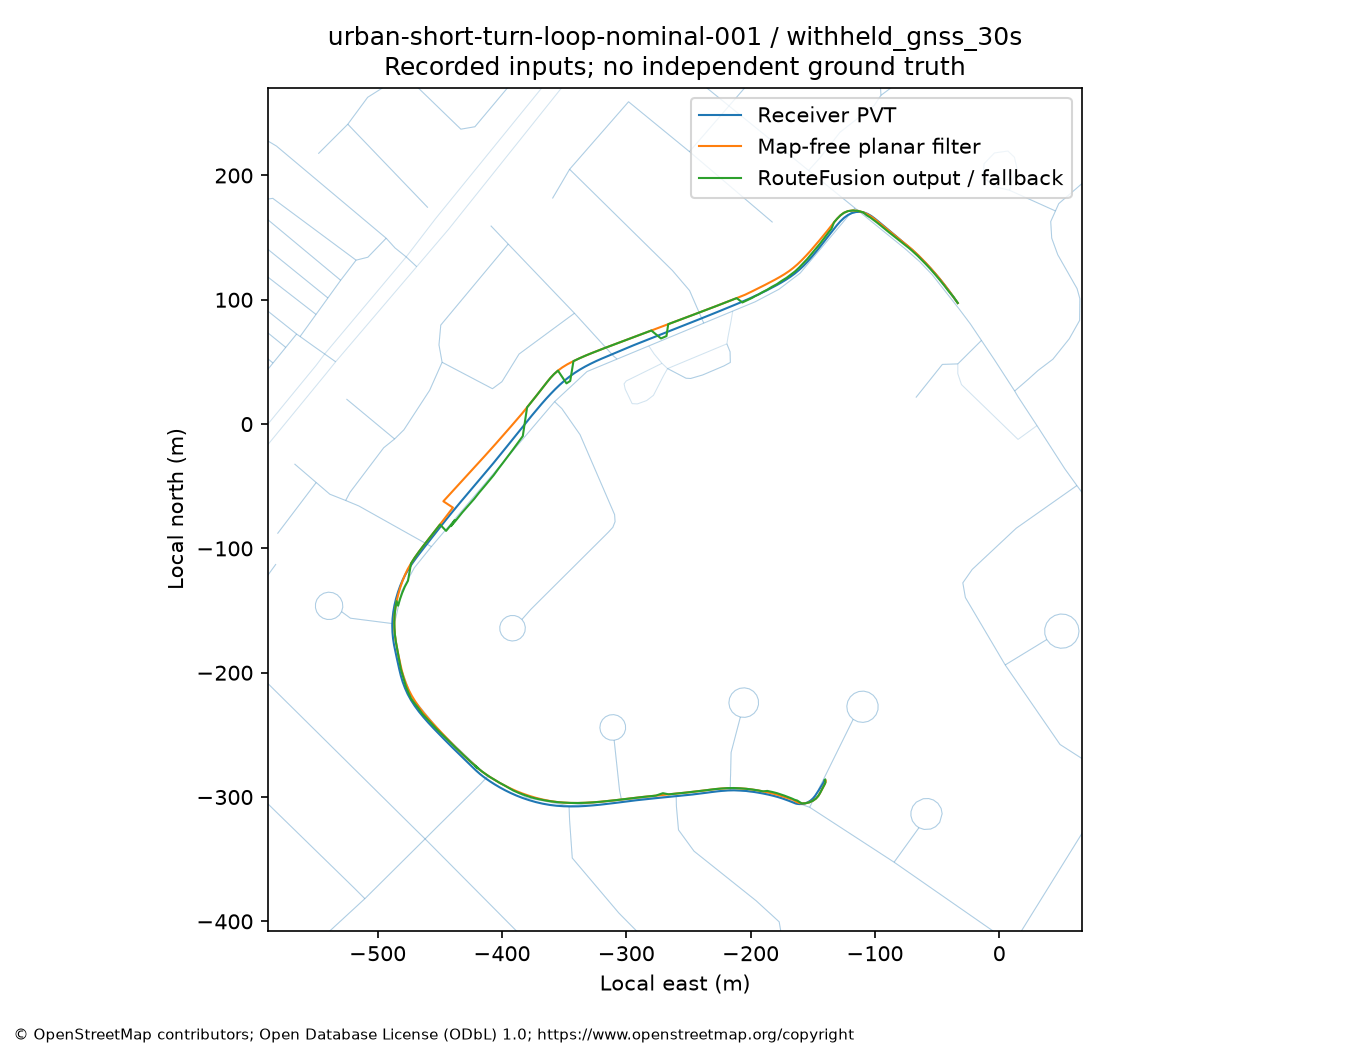 urban-short-turn-loop-nominal-001 / withheld_gnss_30s
Recorded inputs; no independent ground truth
Receiver PVT
Map-free planar filter
RouteFusion output / fallback
200
100
0
−100
−200
−300
−400
Local north (m)
−500
−400
−300
−200
−100
0
Local east (m)
© OpenStreetMap contributors; Open Database License (ODbL) 1.0; https://www.openstreetmap.org/copyright